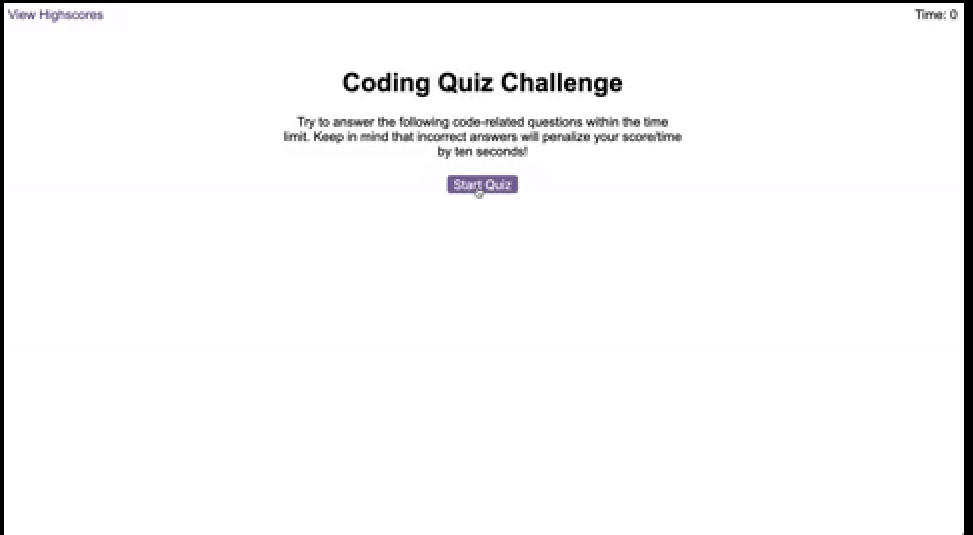 View Highscores
Time: 0
Coding Quiz Challenge
Try to answer the following code-related questions within the time
limit. Keep in mind that incorrect answers will penalize your score/time
by ten seconds!
Start Quiz